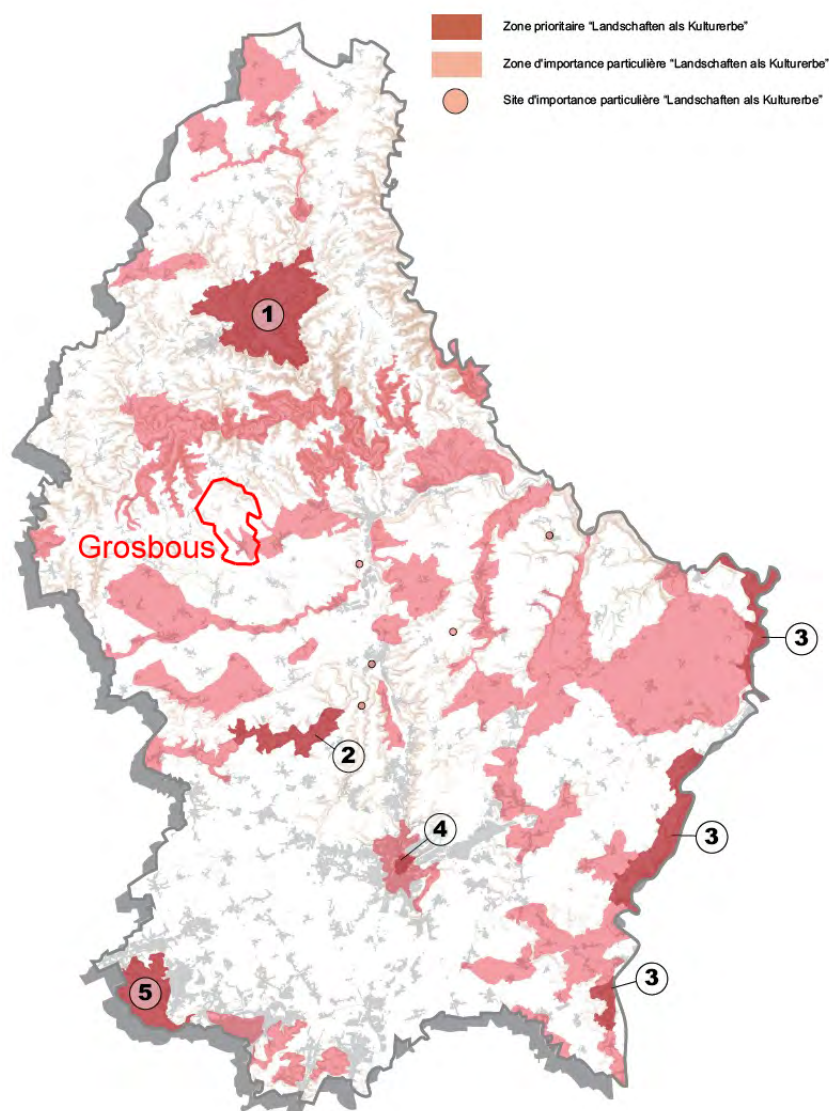 Zone prioritaire "Landschaften als Kulturerbe"
Zone d'importance particulière "Landschaften als Kulturerbe"
Site d'importance particulière "Landschaften als Kulturerbe"
1
Grosbous
3
2
3
4
3
5